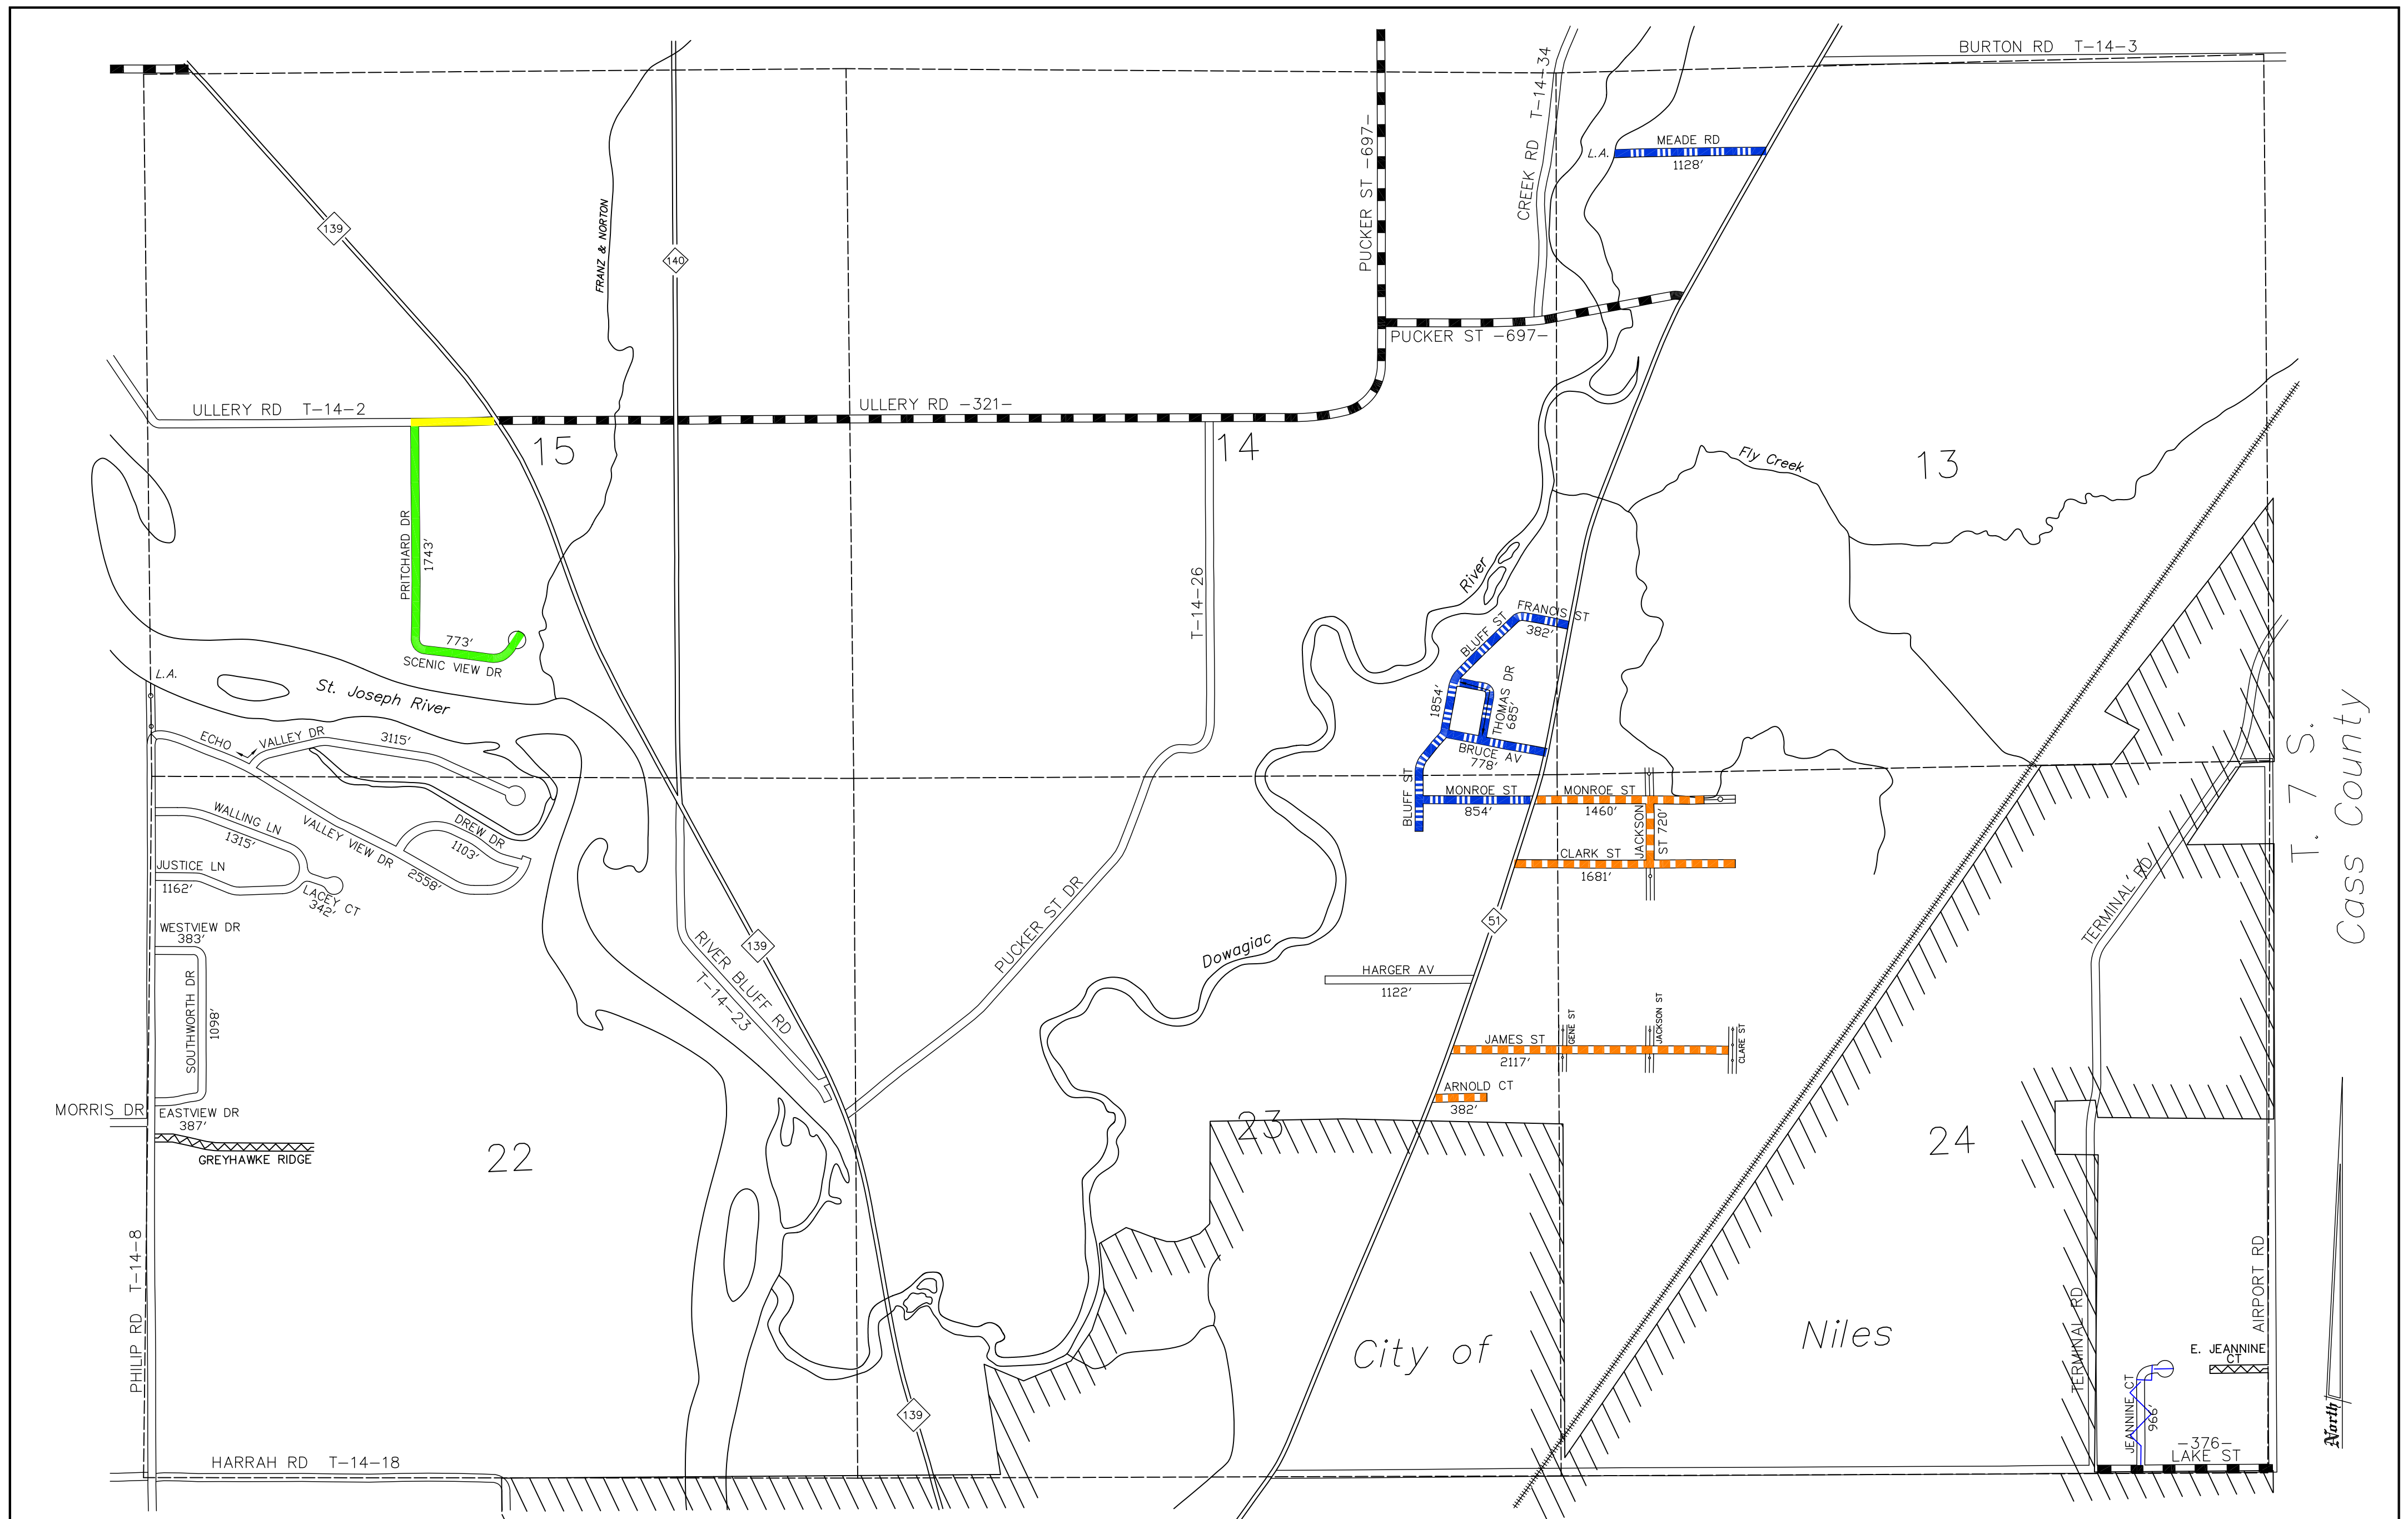 BURTON RD T-14-3
CREEK RD T-14-34
PUCKER ST -697-
MEADE RD
L.A.
1128'
139
FRANZ & NORTON
140
PUCKER ST -697-
ULLERY RD T-14-2
ULLERY RD -321-
15
14
13
Fly Creek
PRITCHARD DR
1743'
773'
SCENIC VIEW DR
T-14-26
River
FRANCIS ST
382'
BLUFF ST
THOMAS DR
685'
1854'
BRUCE AV
778'
L.A.
St. Joseph River
ECHO VALLEY DR
3115'
T. 7 S.
Cass County
BLUFF ST
MONROE ST
854'
MONROE ST
1460'
JACKSON
ST 720'
CLARK ST
1681'
WALLING LN
1315'
VALLEY VIEW DR
2558'
DREW DR
1103'
JUSTICE LN
1162'
LACEY CT
342'
TERMINAL RD
51
WESTVIEW DR
383'
SOUTHWORTH DR
1098'
RIVER BLUFF RD
T-14-23
139
PUCKER ST DR
Dowagiac
HARGER AV
1122'
GENE ST
JACKSON ST
CLARE ST
JAMES ST
2117'
ARNOLD CT
382'
MORRIS DR
EASTVIEW DR
387'
GREYHAWKE RIDGE
22
23
24
PHILIP RD T-14-8
City of
Niles
TERMINAL RD
AIRPORT RD
E. JEANNINE
CT
JEANNINE CT
966'
-376-
LAKE ST
139
HARRAH RD T-14-18
North